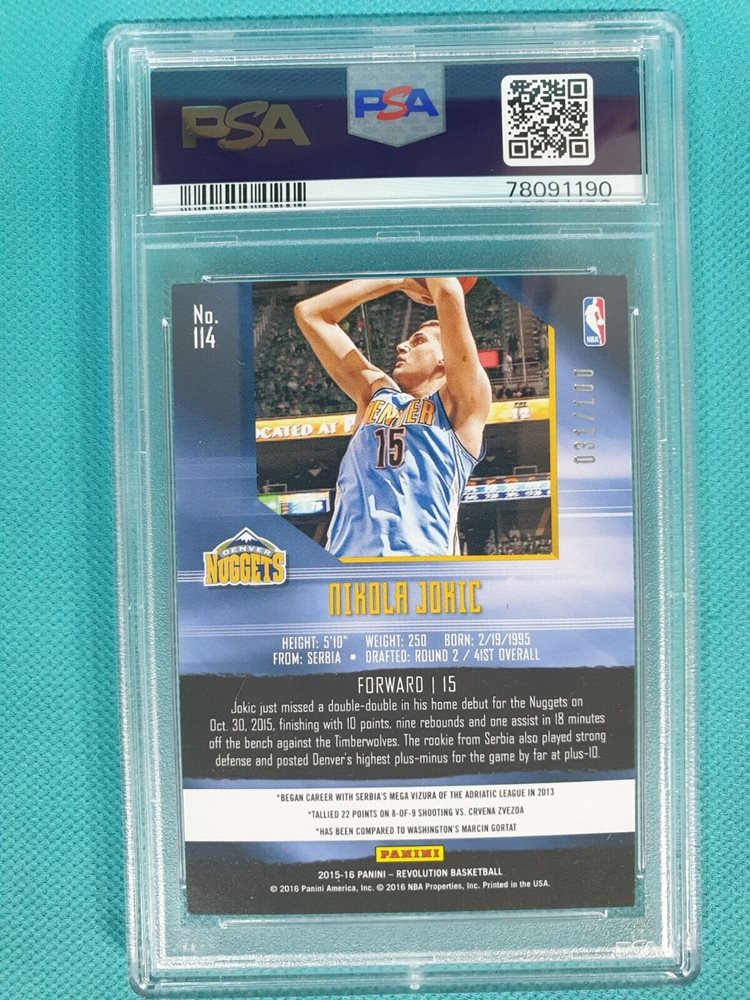 PSA
PSA
78091190
No.
114
NBA
031/100
CATED AT P
DENVER
15
12
78
DENVER
NUGGETS
NIKOLA JOKIC
HEIGHT: 5'10" WEIGHT: 250 BORN: 2/19/1995
FROM: SERBIA • DRAFTED: ROUND 2 / 41ST OVERALL
FORWARD | 15
Jokic just missed a double-double in his home debut for the Nuggets on
Oct. 30, 2015, finishing with 10 points, nine rebounds and one assist in 18 minutes
off the bench against the Timberwolves. The rookie from Serbia also played strong
defense and posted Denver's highest plus-minus for the game by far at plus-10.
*BEGAN CAREER WITH SERBIA'S MEGA VIZURA OF THE ADRIATIC LEAGUE IN 2013
*TALLIED 22 POINTS ON 8-OF-9 SHOOTING VS. CRVENA ZVEZDA
*HAS BEEN COMPARED TO WASHINGTON'S MARCIN GORTAT
PANINI
2015-16 PANINI – REVOLUTION BASKETBALL
© 2016 Panini America, Inc. © 2016 NBA Properties, Inc. Printed in the USA.
PSA